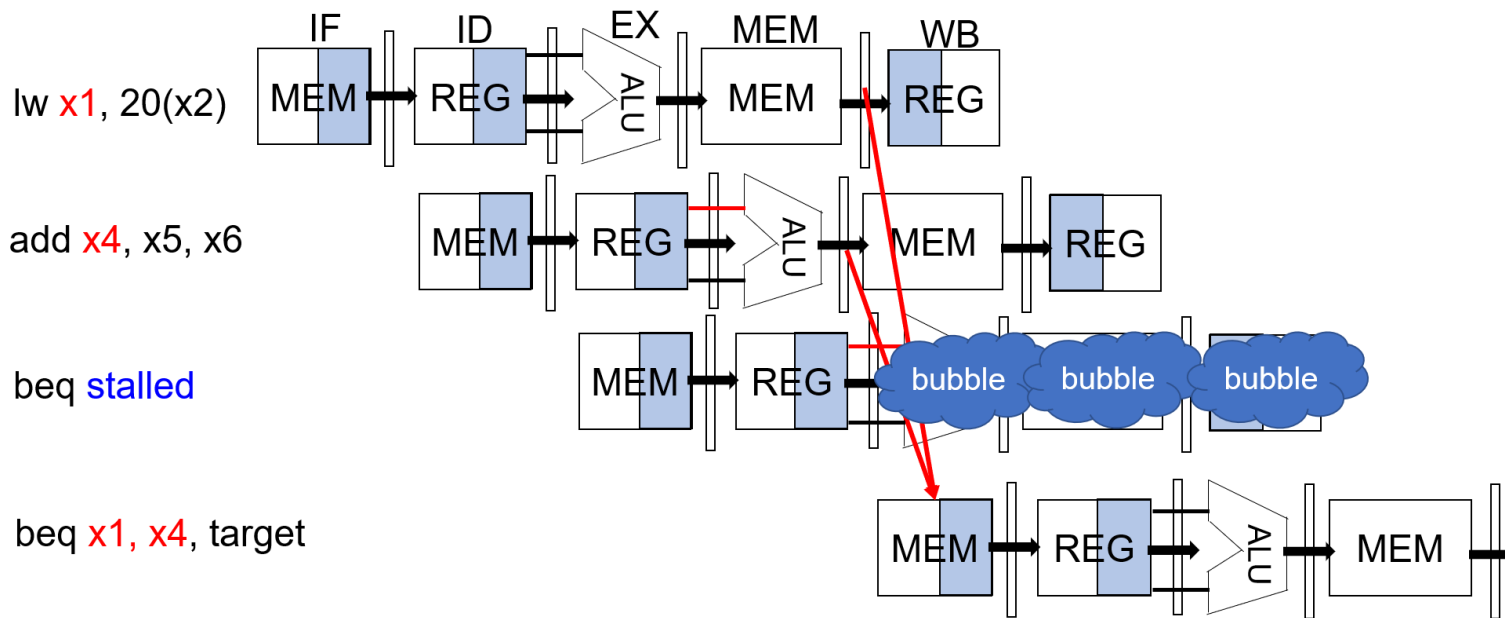 IF ID EX MEM WB
lw x1, 20(x2) MEM REG ALU MEM REG
add x4, x5, x6 MEM REG ALU MEM REG
beq stalled MEM REG bubble bubble bubble
beq x1, x4, target MEM REG ALU MEM